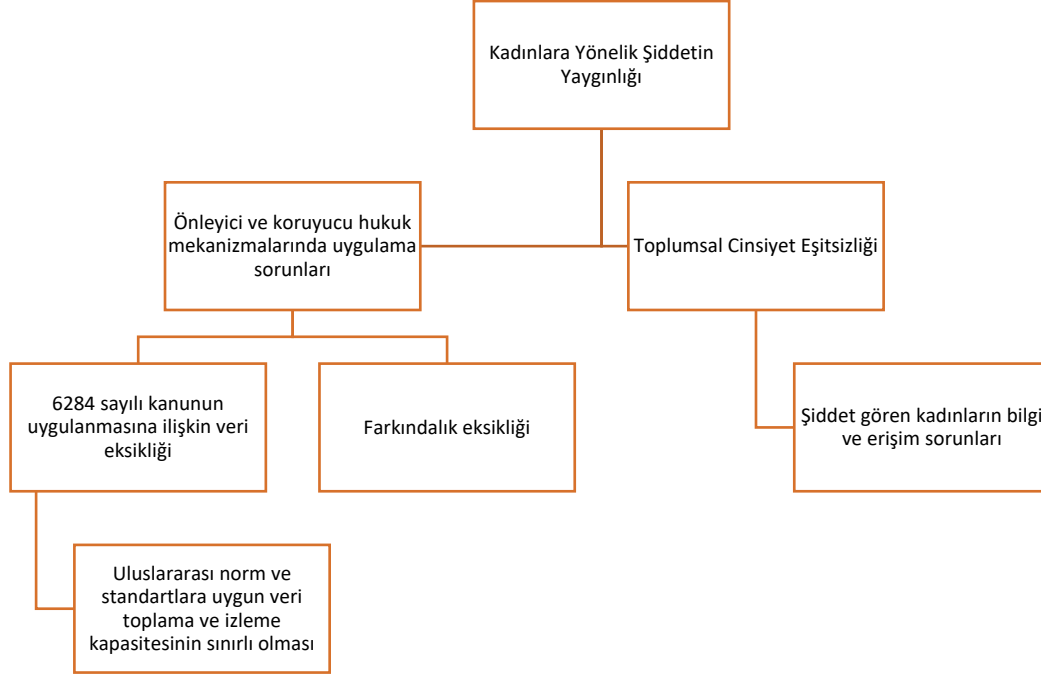 Kadınlara Yönelik Şiddetin
Yaygınlığı
Önleyici ve koruyucu hukuk
mekanizmalarında uygulama
sorunları
Toplumsal Cinsiyet Eşitsizliği
6284 sayılı kanunun
uygulanmasına ilişkin veri
eksikliği
Farkındalık eksikliği
Şiddet gören kadınların bilgi
ve erişim sorunları
Uluslararası norm ve
standartlara uygun veri
toplama ve izleme
kapasitesinin sınırlı olması